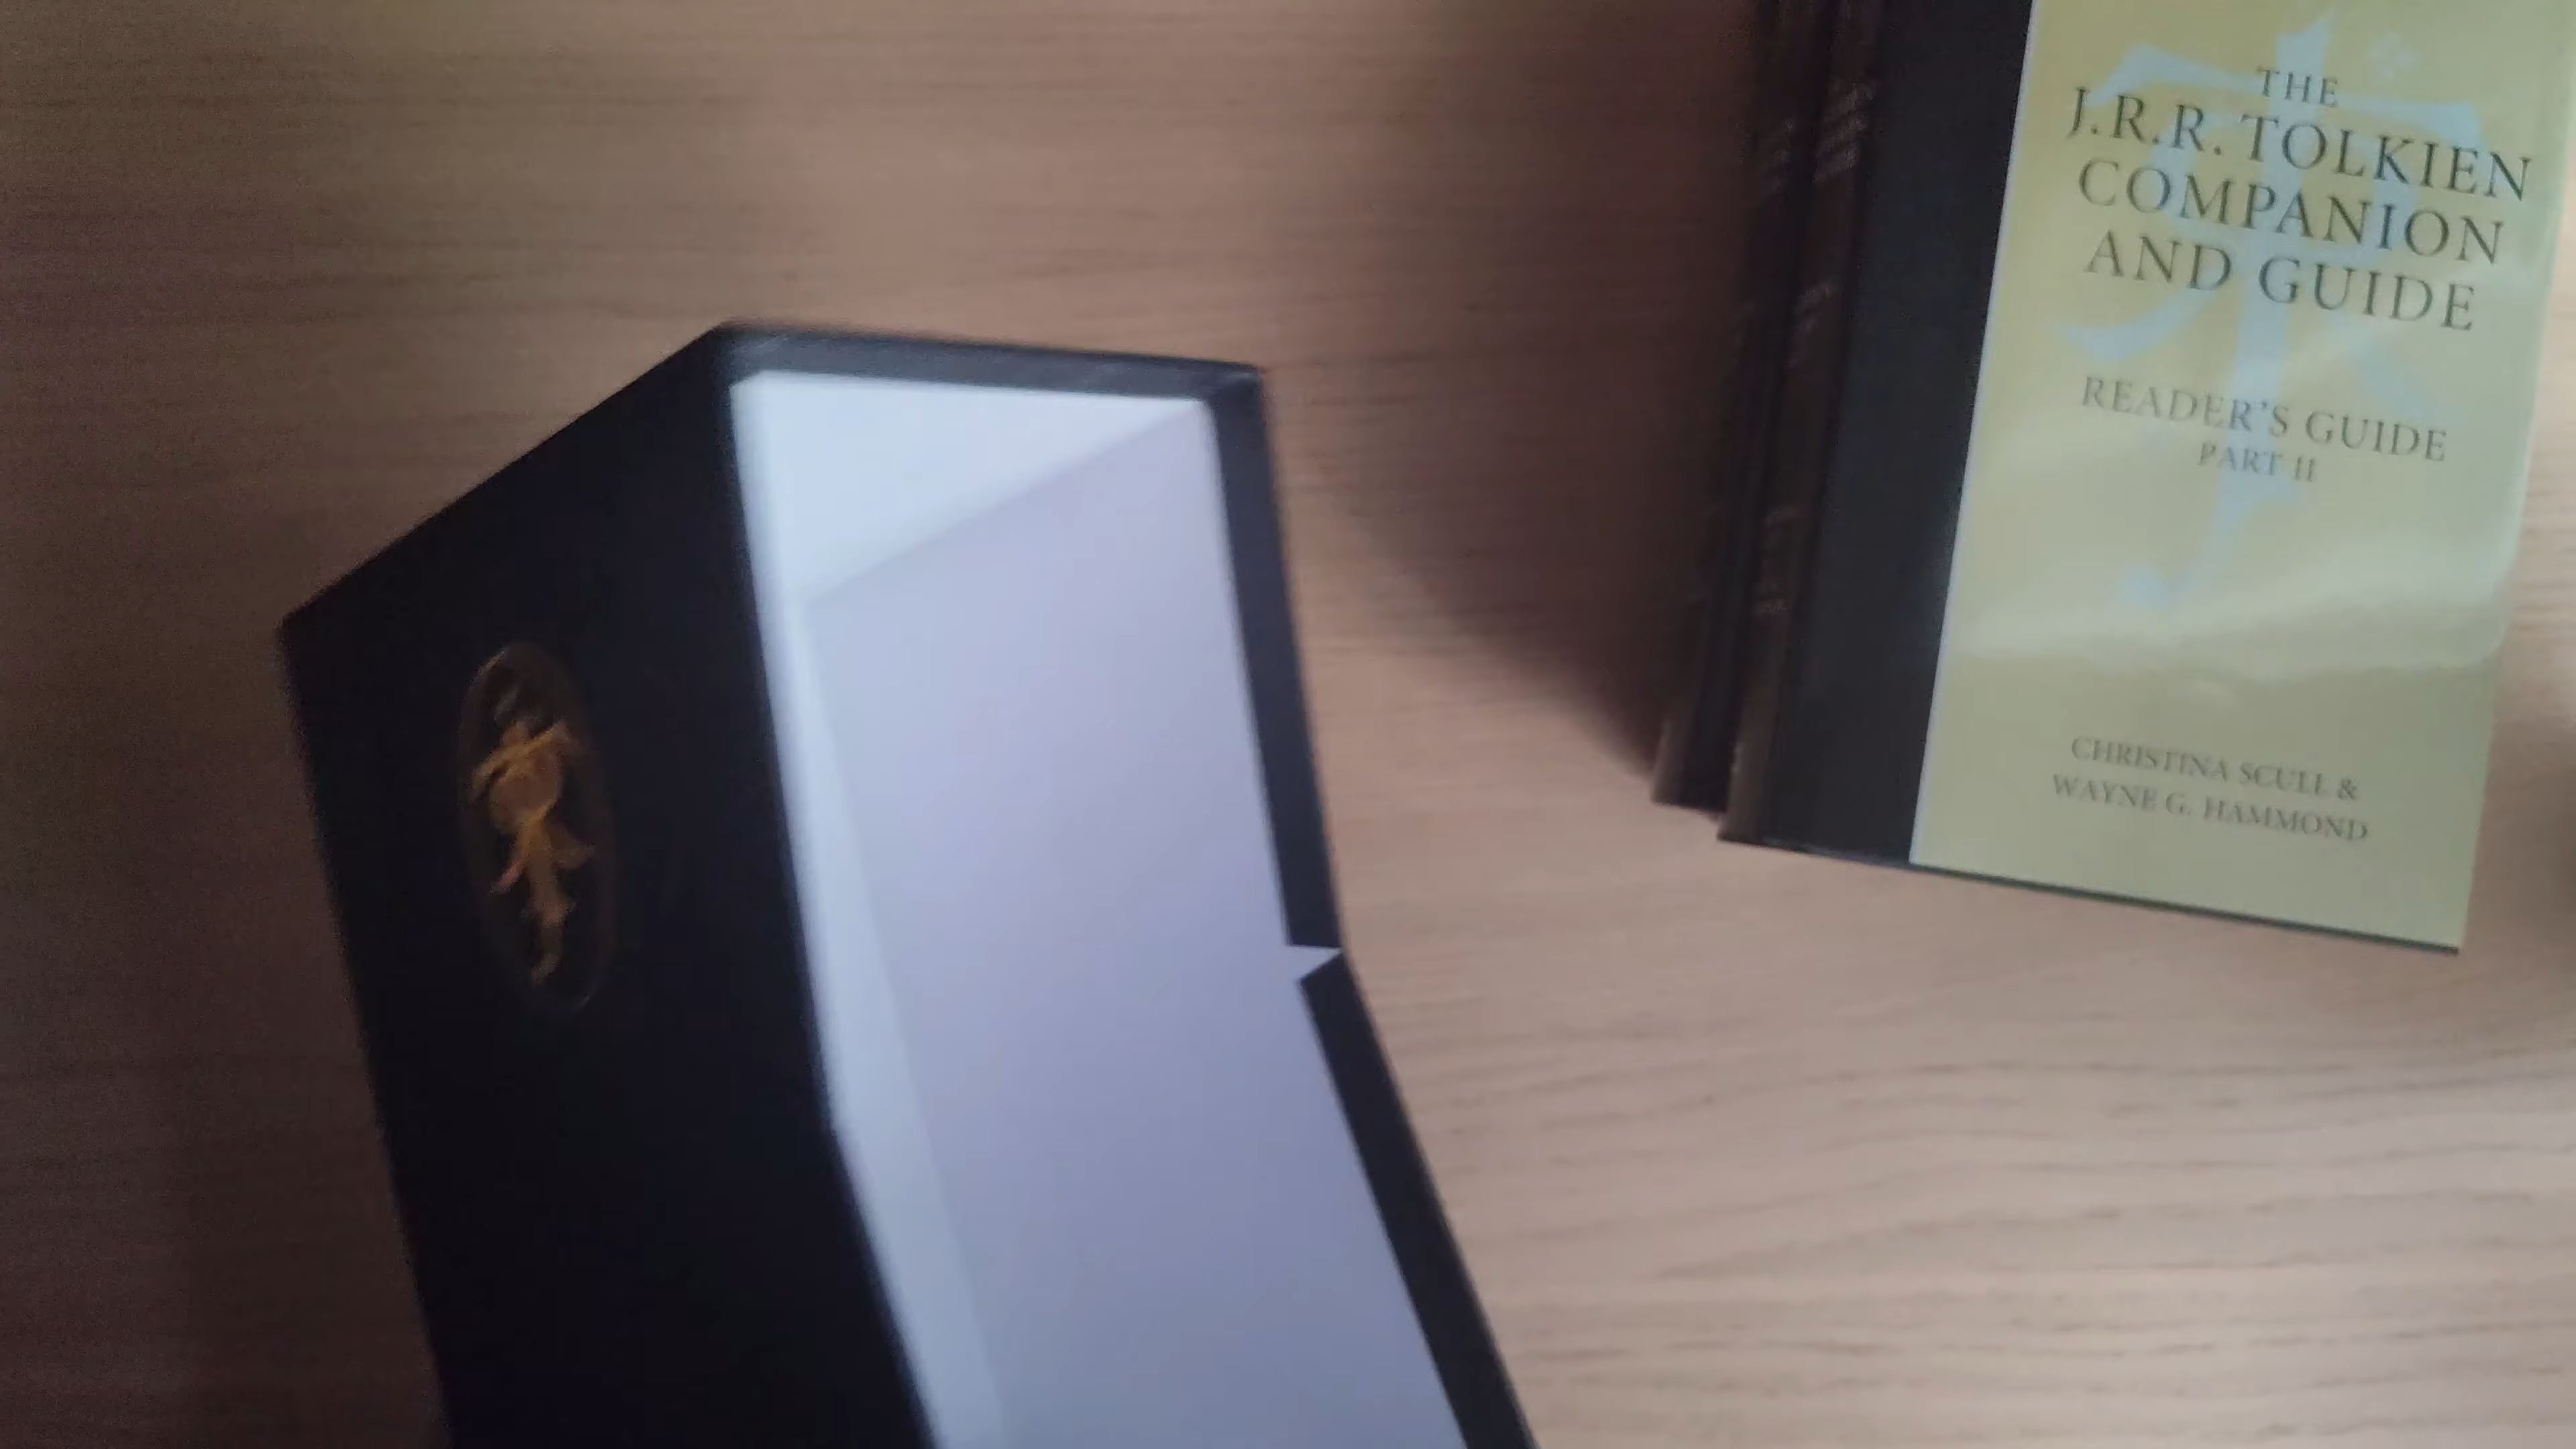 THE
J.R.R. TOLKIEN
COMPANION
AND GUIDE
READER'S GUIDE
PART II
CHRISTINA SCULL &
WAYNE G. HAMMOND